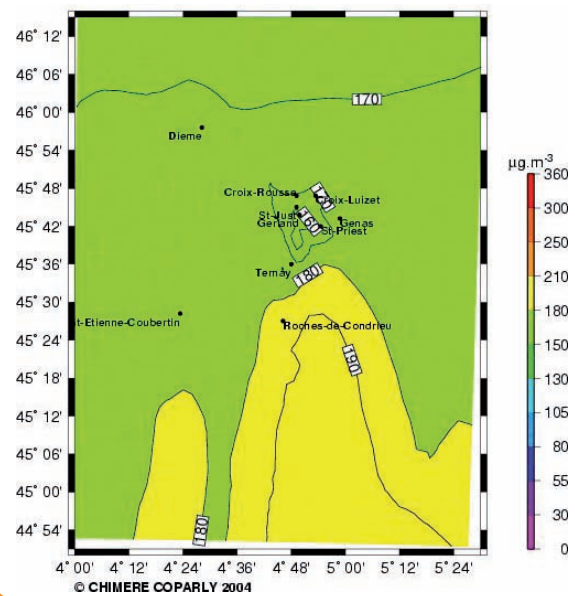 46° 12'
46° 06'
46° 00'
45° 54'
45° 48'
45° 42'
45° 36'
45° 30'
45° 24'
45° 18'
45° 12'
45° 06'
45° 00'
44° 54'
170
Dieme
Croix-Rousse
170
Croix-Luizet
St-Just
160
Genas
Gerland
St-Priest
Ternay
180
t-Etienne-Coubertin
Roches-de-Condrieu
190
180
4° 00' 4° 12' 4° 24' 4° 36' 4° 48' 5° 00' 5° 12' 5° 24'
© CHIMERE COPARLY 2004
µg.m-3
360
300
270
240
210
180
150
130
105
80
55
30
0